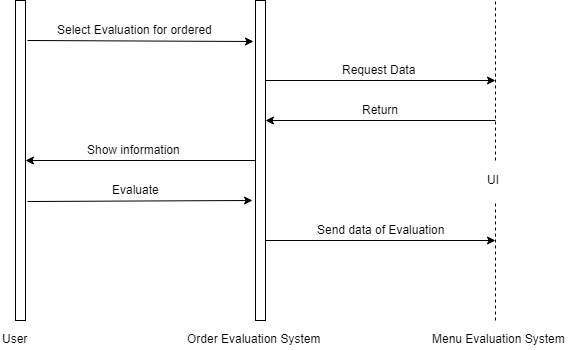 Select Evaluation for ordered
Request Data
Return
Show information
UI
Evaluate
Send data of Evaluation
User
Order Evaluation System
Menu Evaluation System